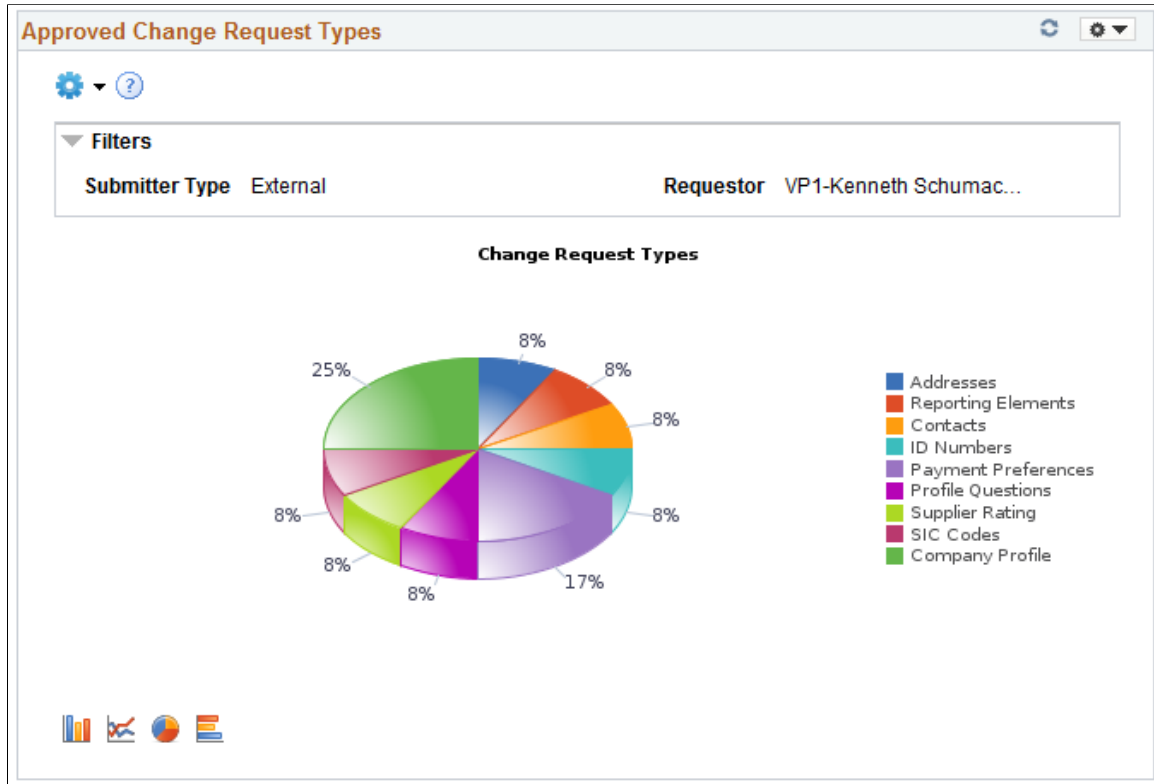 Approved Change Request Types
?
Filters
Submitter Type External Requestor VP1-Kenneth Schumac...
Change Request Types
8%
25%
8%
8%
8%
8%
8%
8%
17%
Addresses
Reporting Elements
Contacts
ID Numbers
Payment Preferences
Profile Questions
Supplier Rating
SIC Codes
Company Profile